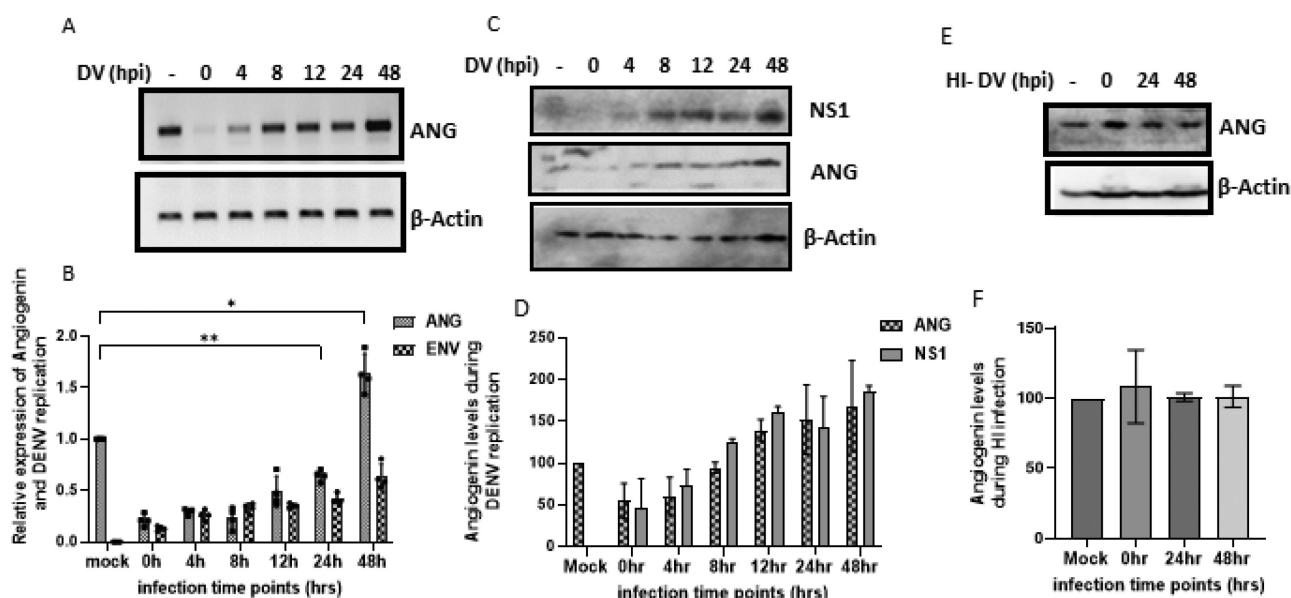 A
DV (hpi) - 0 4 8 12 24 48
ANG
β-Actin
B
Relative expression of Angiogenin
and DENV replication
2.0
1.5
1.0
0.5
0.0
*
**
ANG
ENV
mock 0h 4h 8h 12h 24h 48h
infection time points (hrs)
C
DV (hpi) - 0 4 8 12 24 48
NS1
ANG
β-Actin
D
Angiogenin levels during
DENV replication
250
200
150
100
50
0
ANG
NS1
Mock 0hr 4hr 8hr 12hr 24hr 48hr
infection time points (hrs)
E
HI- DV (hpi) - 0 24 48
ANG
β-Actin
F
Angiogenin levels
during HI infection
150
100
50
0
Mock 0hr 24hr 48hr
infection time points (hrs)